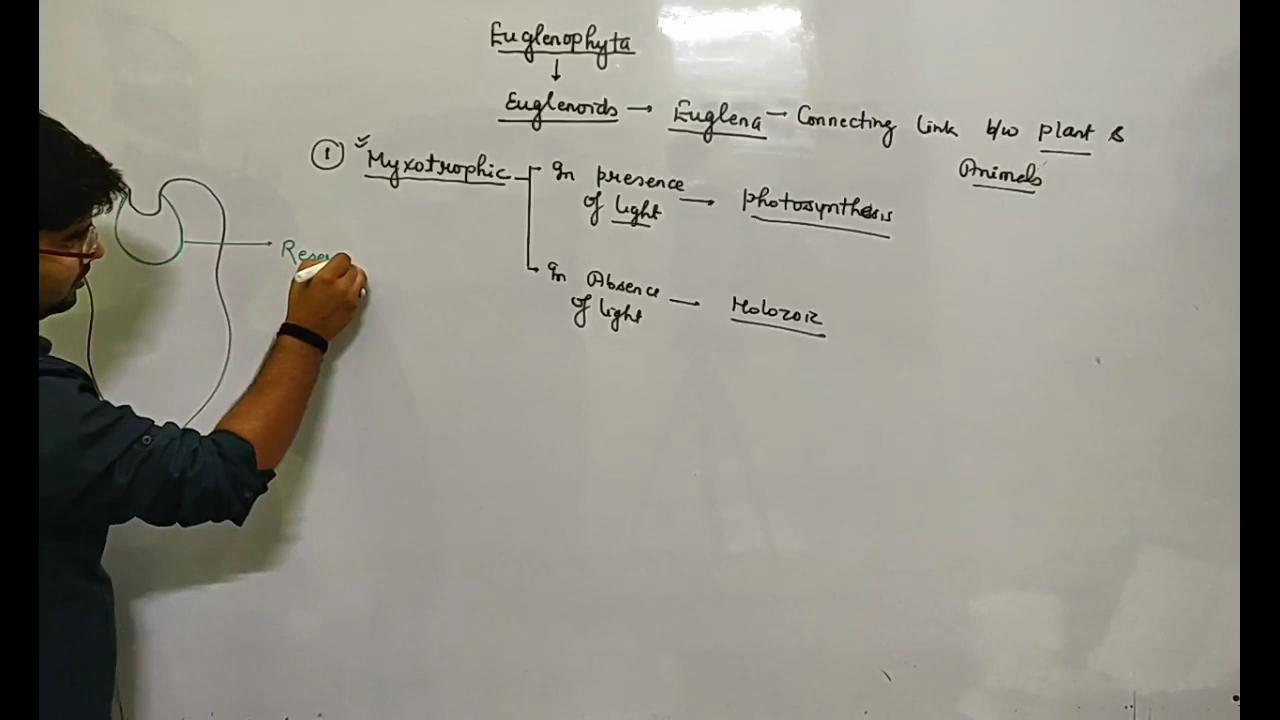 Euglenophyta
↓
Euglenoids → Euglena – Connecting link b/w plant &
Animals
① Myxotrophic
In presence
of light → photosynthesis
In Absence
of light → Holozoic
Rese